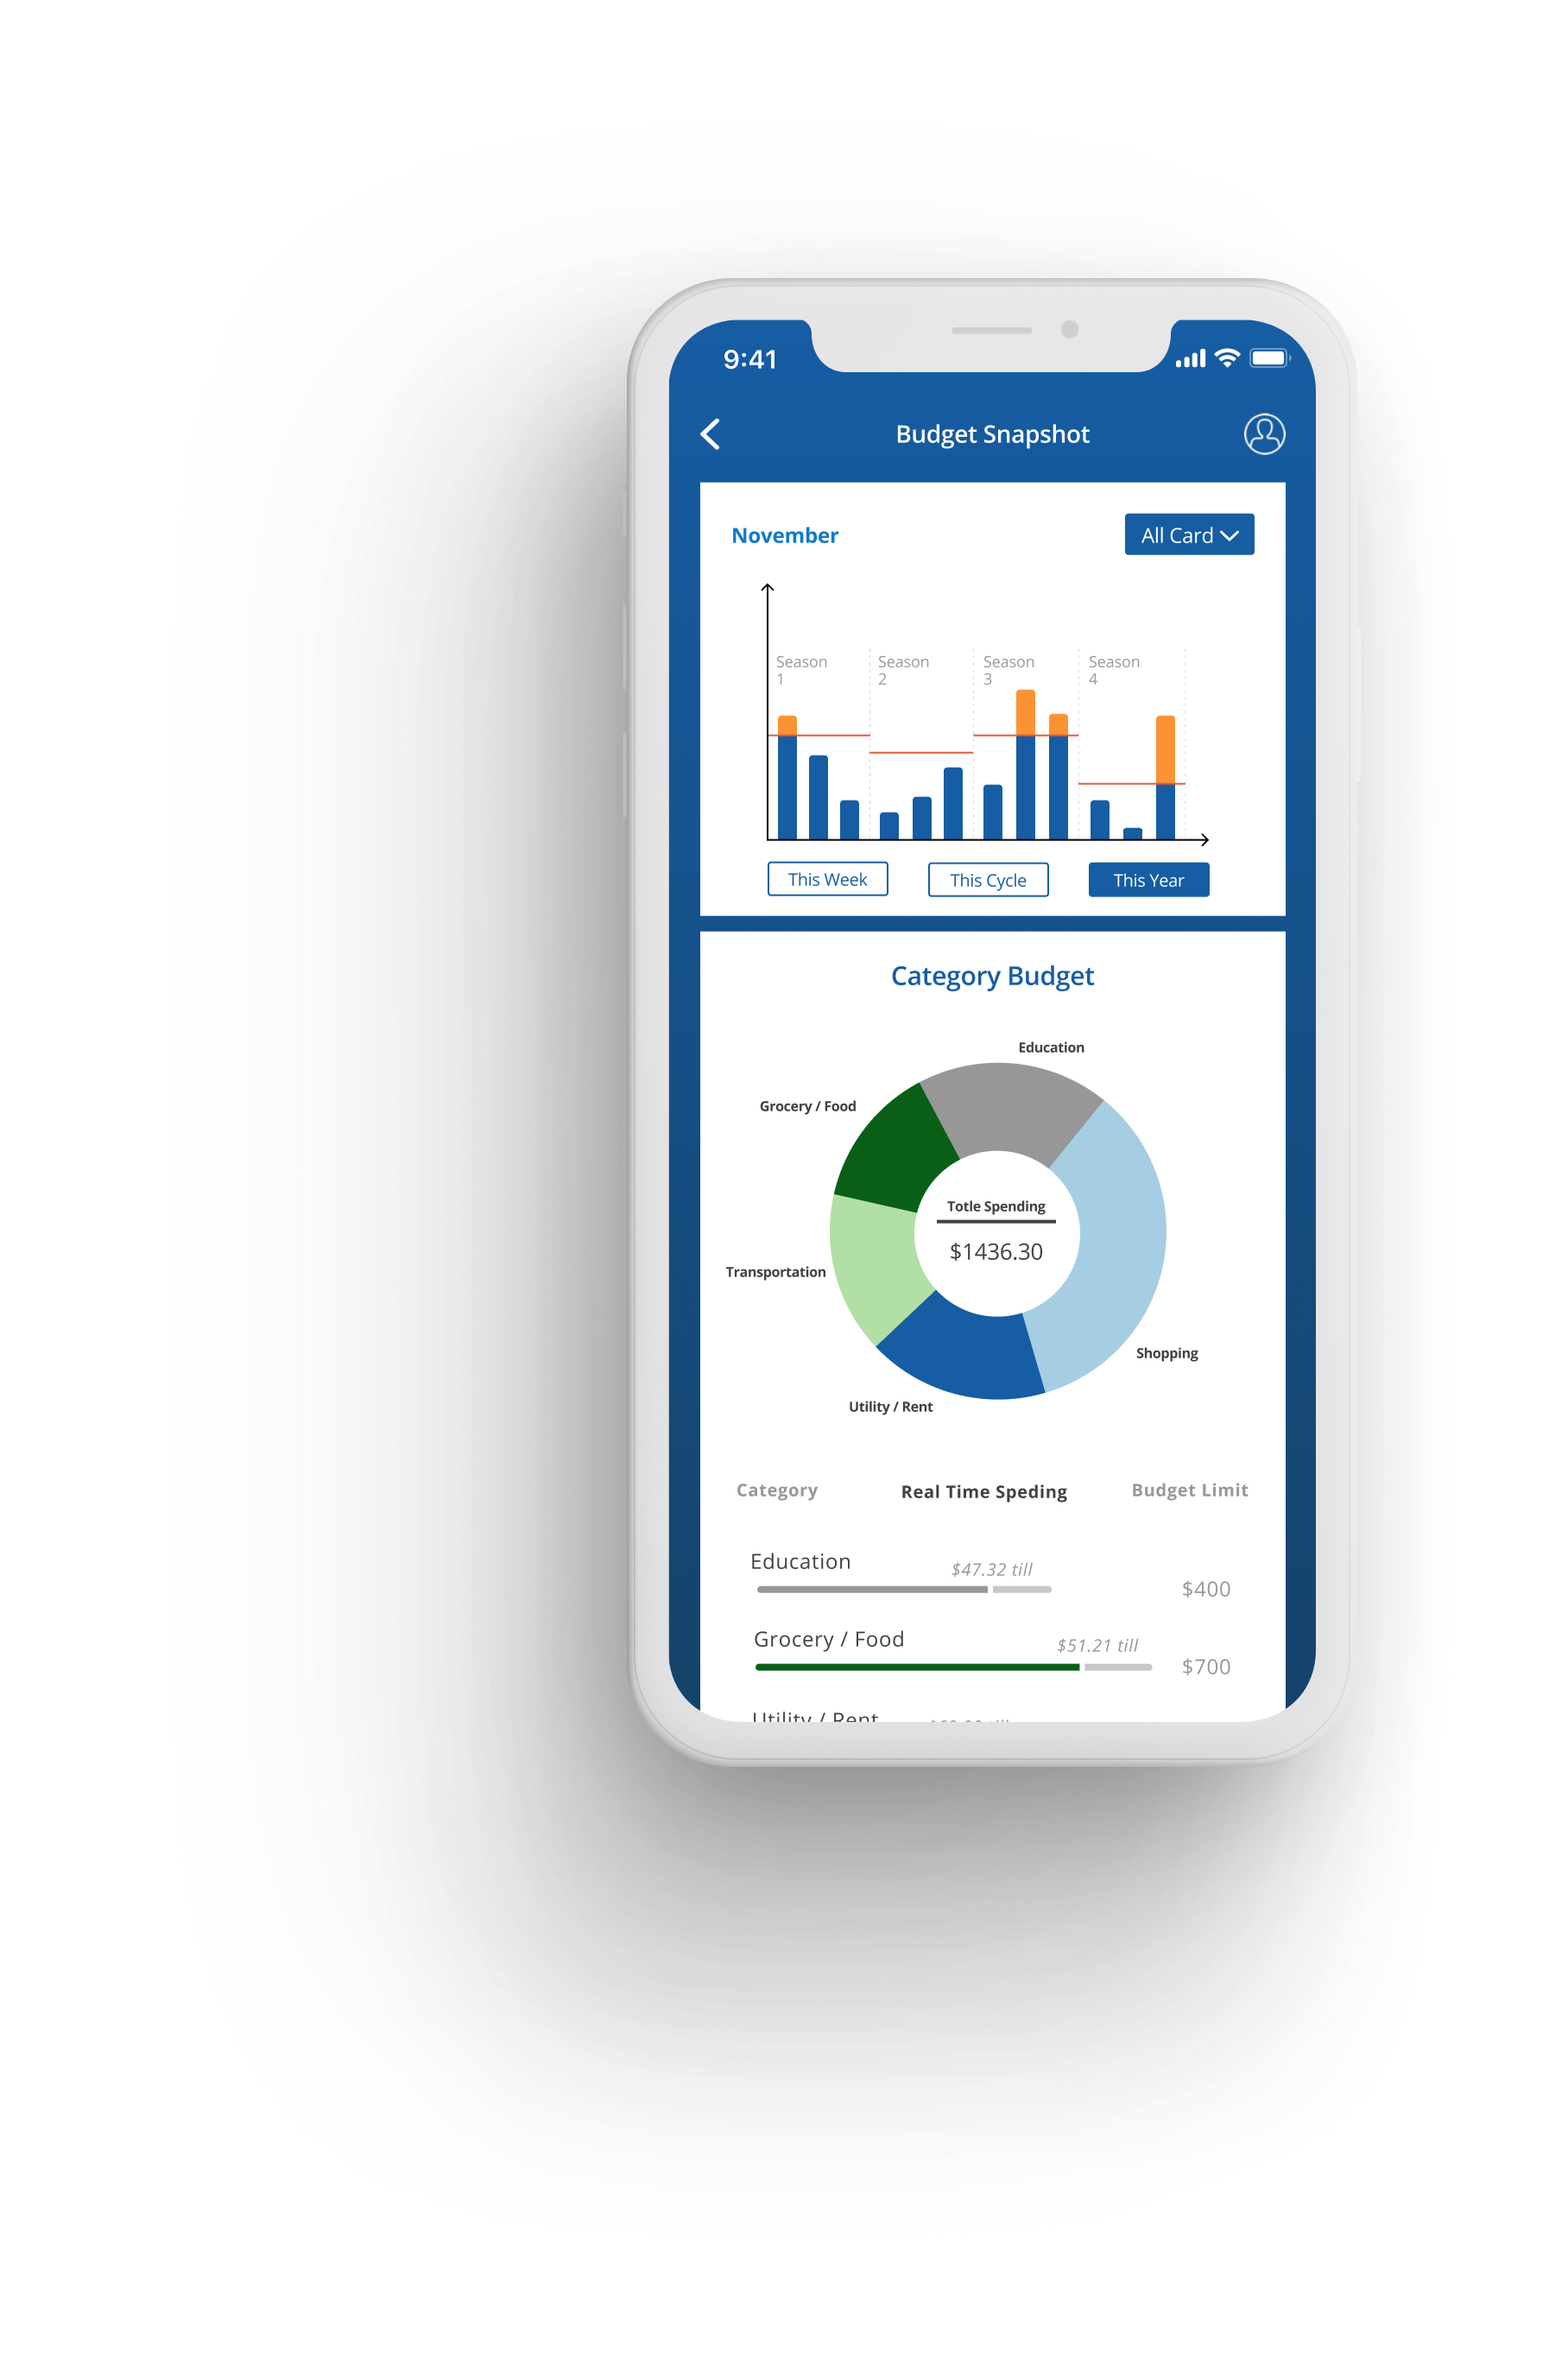 9:41
Budget Snapshot
November
All Card
Season
1
Season
2
Season
3
Season
4
This Week
This Cycle
This Year
Category Budget
Education
Grocery / Food
Totle Spending
$1436.30
Transportation
Shopping
Utility / Rent
Category
Real Time Speding
Budget Limit
Education
$47.32 till
$400
Grocery / Food
$51.21 till
$700
Utility / Rent